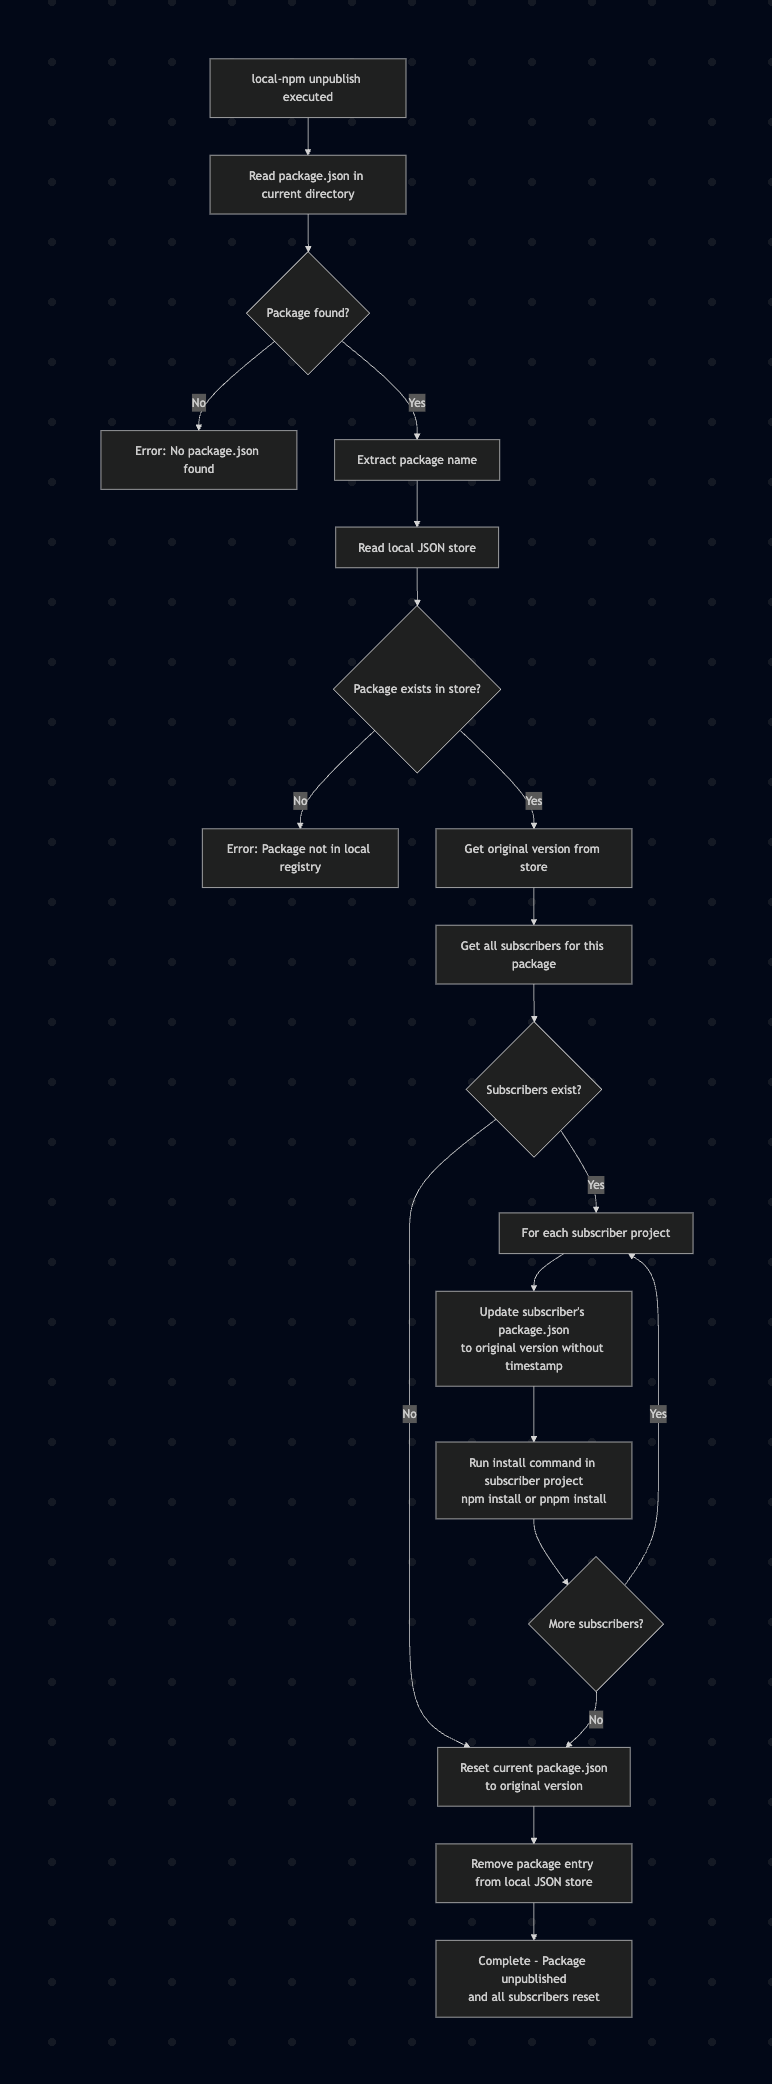 local-npm unpublish
executed
Read package.json in
current directory
Package found?
No
Yes
Error: No package.json
found
Extract package name
Read local JSON store
Package exists in store?
No
Yes
Error: Package not in local
registry
Get original version from
store
Get all subscribers for this
package
Subscribers exist?
Yes
For each subscriber project
Update subscriber's
package.json
to original version without
timestamp
No
Yes
Run install command in
subscriber project
npm install or pnpm install
More subscribers?
No
Reset current package.json
to original version
Remove package entry
from local JSON store
Complete - Package
unpublished
and all subscribers reset